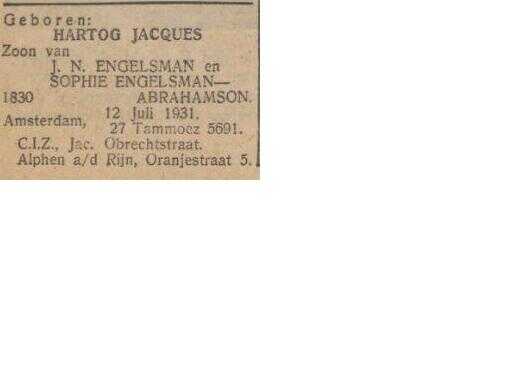 Geboren:
HARTOG JACQUES
Zoon van
J. N. ENGELSMAN en
SOPHIE ENGELSMAN—
1830 ABRAHAMSON.
Amsterdam, 12 Juli 1931.
27 Tammoez 5691.
C.I.Z., Jac. Obrechtstraat.
Alphen a/d Rijn, Oranjestraat 5.